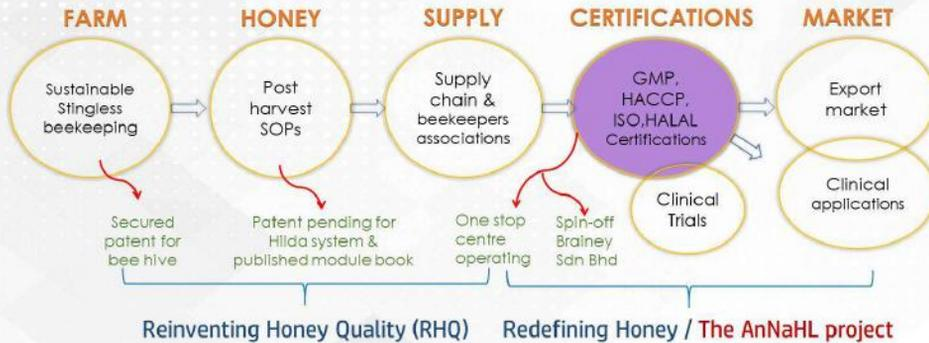 FARM
HONEY
SUPPLY
CERTIFICATIONS
MARKET
Sustainable
Stingless
beekeeping
Post
harvest
SOPs
Supply
chain &
beekeepers
associations
GMP,
HACCP,
ISO,HALAL
Certifications
Export
market
Clinical
Trials
Clinical
applications
Secured
patent for
bee hive
Patent pending for
Hilda system &
published module book
One stop
centre
operating
Spin-off
Brainey
Sdn Bhd
Reinventing Honey Quality (RHQ)
Redefining Honey / The AnNaHL project